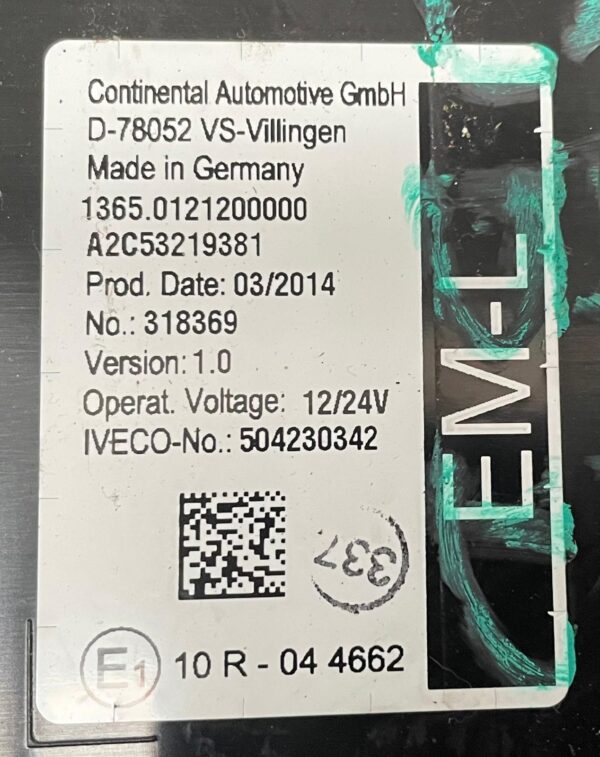 Continental Automotive GmbH
D-78052 VS-Villingen
Made in Germany
1365.0121200000
A2C53219381
Prod. Date: 03/2014
No.: 318369
Version: 1.0
Operat. Voltage: 12/24V
IVECO-No.: 504230342
337
E1 10 R - 04 4662
EM-L